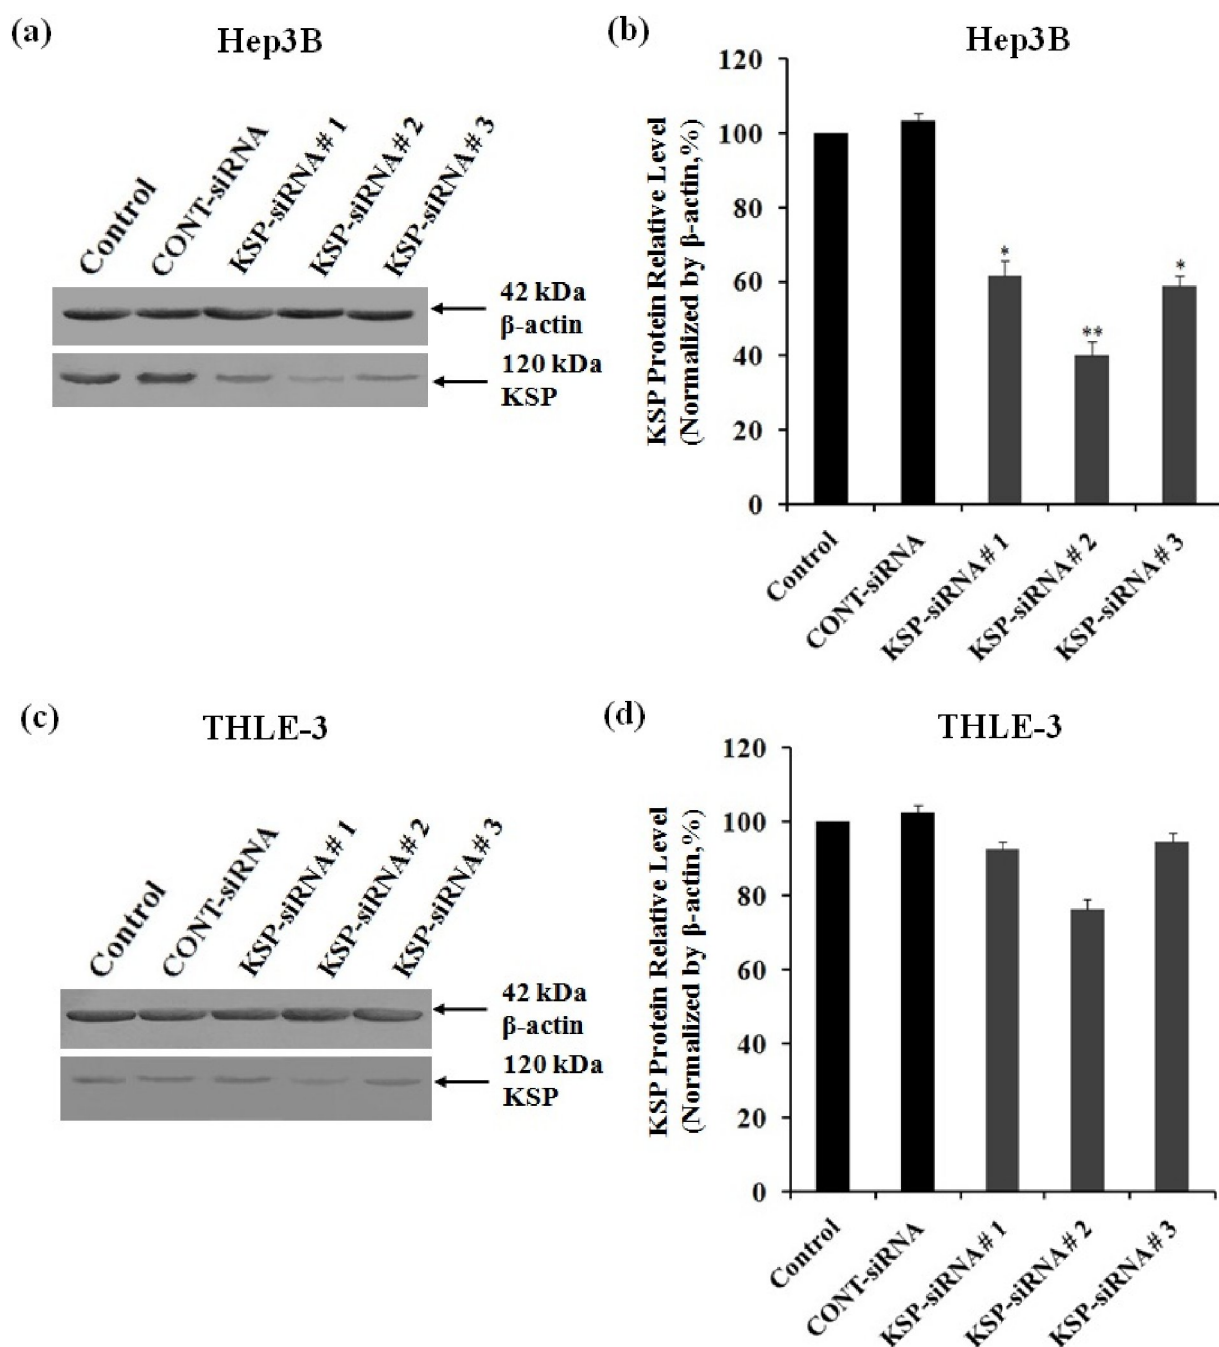 (a)
Hep3B
Control
CONT-siRNA
KSP-siRNA# 1
KSP-siRNA# 2
KSP-siRNA# 3
42 kDa
β-actin
120 kDa
KSP
(b)
Hep3B
KSP Protein Relative Level
(Normalized by β-actin,%)
120
100
80
60
40
20
0
*
**
*
Control
CONT-siRNA
KSP-siRNA# 1
KSP-siRNA# 2
KSP-siRNA# 3
(c)
THLE-3
Control
CONT-siRNA
KSP-siRNA# 1
KSP-siRNA# 2
KSP-siRNA# 3
42 kDa
β-actin
120 kDa
KSP
(d)
THLE-3
KSP Protein Relative Level
(Normalized by β-actin,%)
120
100
80
60
40
20
0
Control
CONT-siRNA
KSP-siRNA# 1
KSP-siRNA# 2
KSP-siRNA# 3